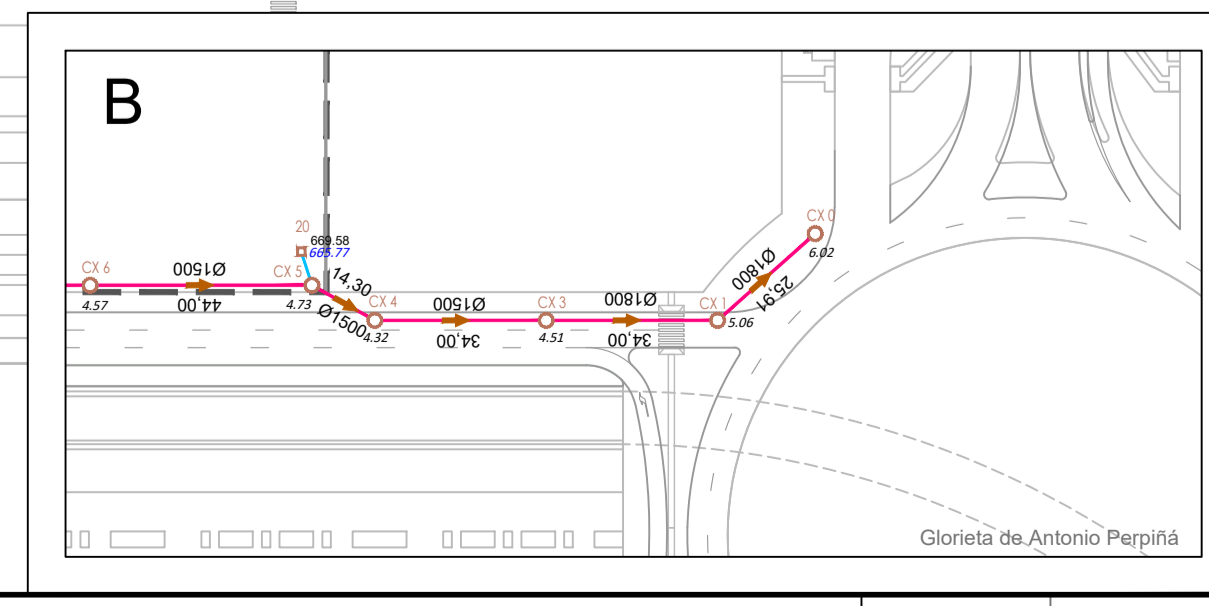 B
20
669.58
665.77
CX 6
Ø1500
CX 5
14,30
4.57
44,00
4.73
Ø1500
CX 4
4.32
Ø1500
34,00
CX 3
4.51
Ø1800
34,00
CX 1
5.06
Ø1800
25,91
CX 0
6.02
Glorieta de Antonio Perpiñá